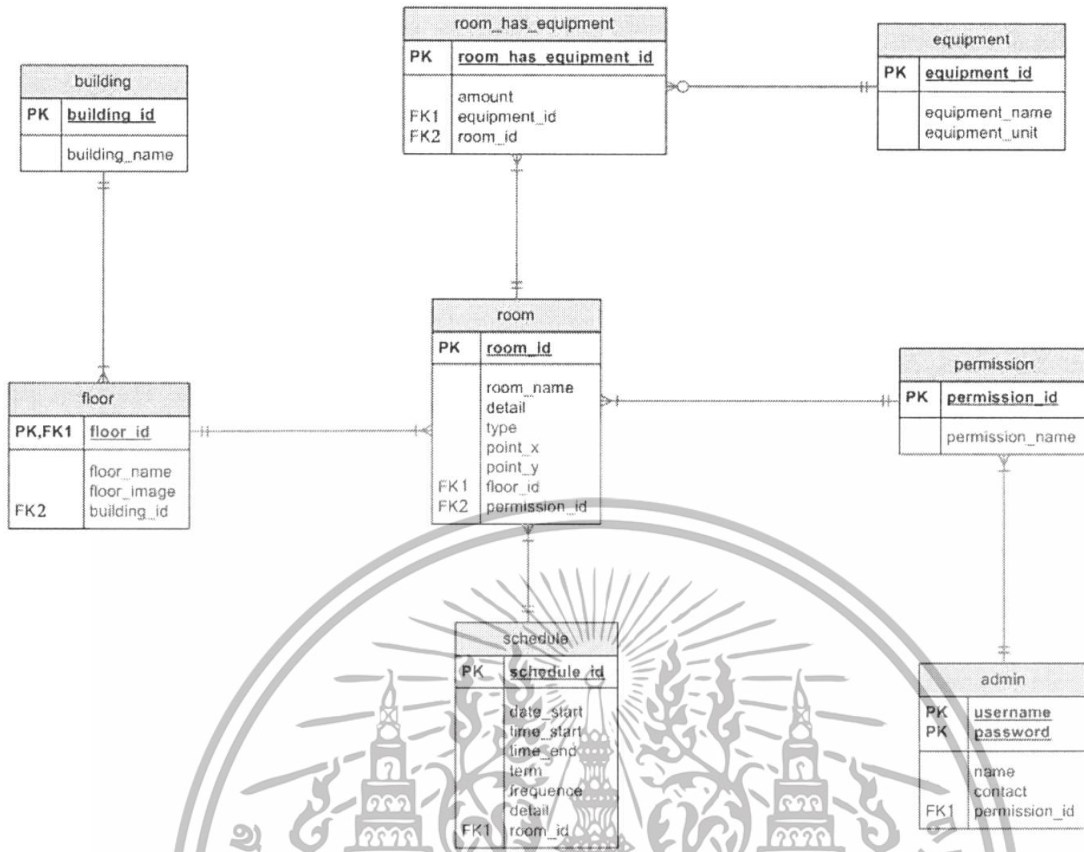 room_has_equipment
PK room_has_equipment_id
amount
FK1 equipment_id
FK2 room_id
equipment
PK equipment_id
equipment_name
equipment_unit
building
PK building_id
building_name
room
PK room_id
room_name
detail
type
point_x
point_y
FK1 floor_id
FK2 permission_id
permission
PK permission_id
permission_name
floor
PK,FK1 floor_id
floor_name
floor_image
FK2 building_id
schedule
PK schedule_id
date_start
time_start
time_end
term
frequence
detail
FK1 room_id
admin
PK username
PK password
name
contact
FK1 permission_id